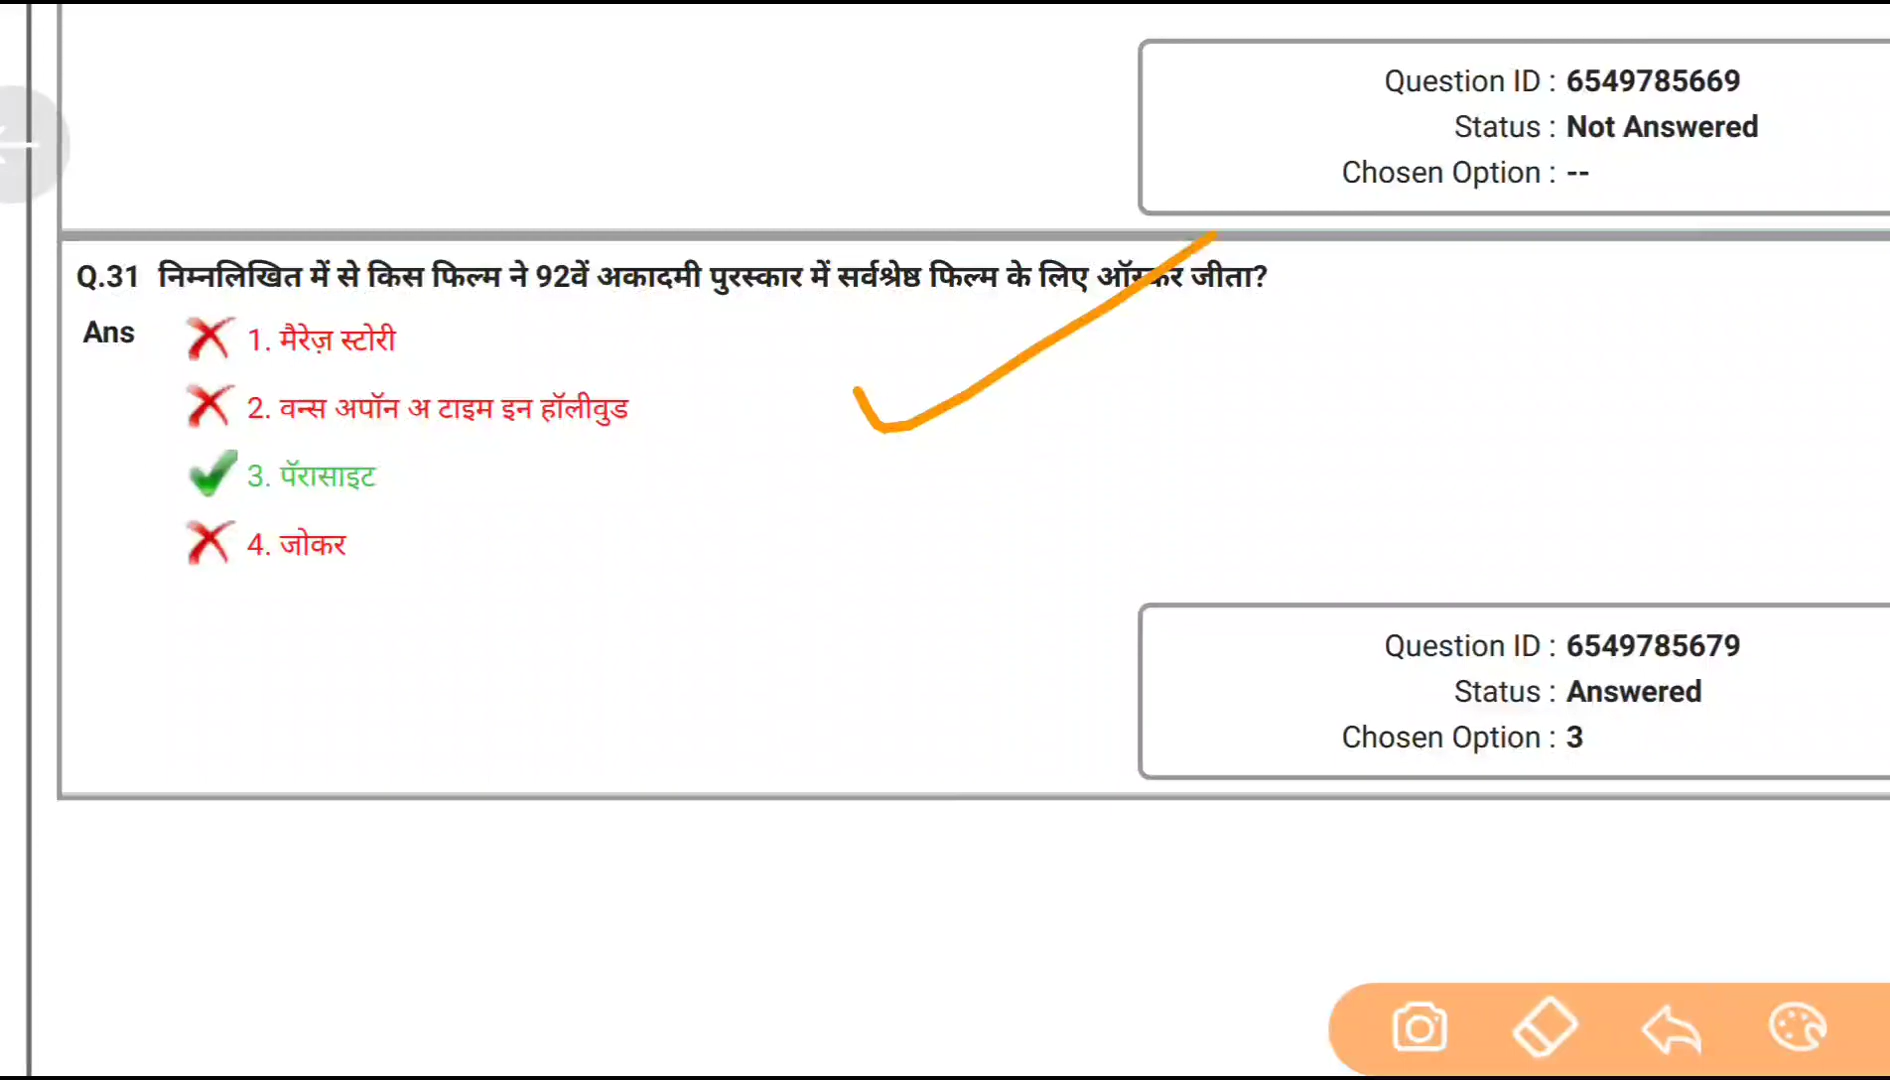 Question ID : 6549785669
Status : Not Answered
Chosen Option : --
Q.31 निम्नलिखित में से किस फिल्म ने 92वें अकादमी पुरस्कार में सर्वश्रेष्ठ फिल्म के लिए ऑस्कर जीता?
Ans 1. मैरेज़ स्टोरी
2. वन्स अपॉन अ टाइम इन हॉलीवुड
3. पॅरासाइट
4. जोकर
Question ID : 6549785679
Status : Answered
Chosen Option : 3